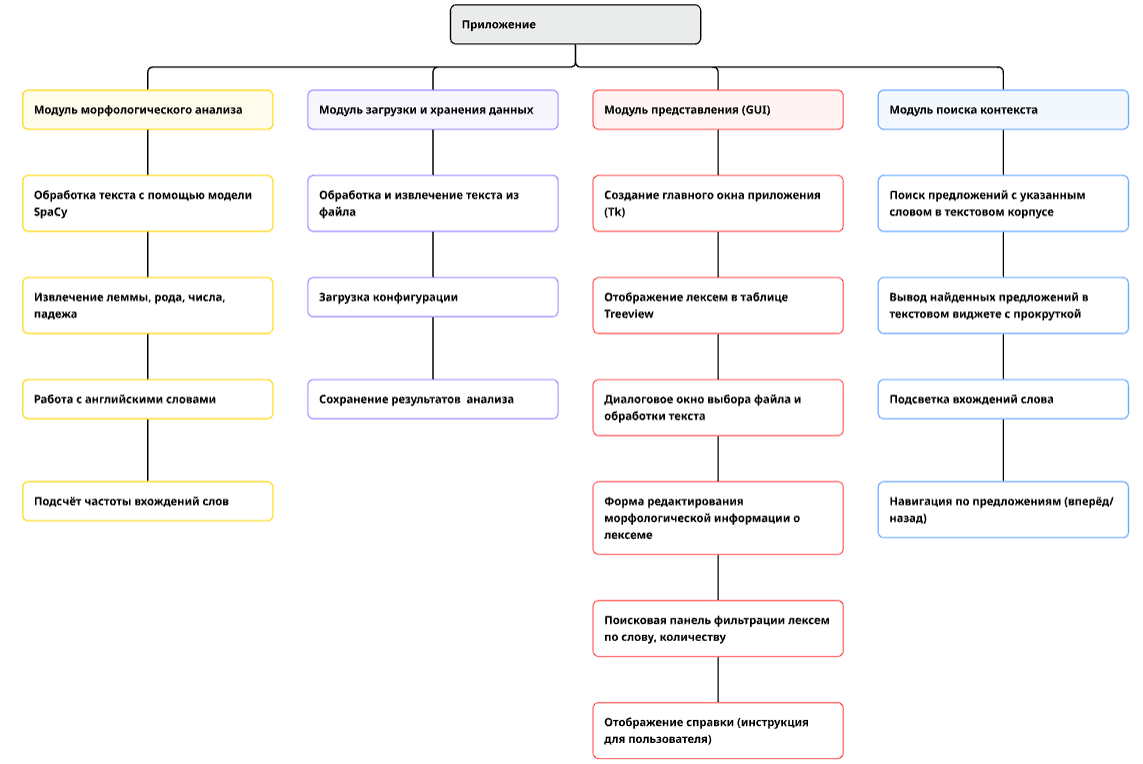 Приложение
Модуль морфологического анализа
Обработка текста с помощью модели
SpaCy
Извлечение леммы, рода, числа,
падежа
Работа с английскими словами
Подсчёт частоты вхождений слов
Модуль загрузки и хранения данных
Обработка и извлечение текста из
файла
Загрузка конфигурации
Сохранение результатов  анализа
Модуль представления (GUI)
Создание главного окна приложения
(Tk)
Отображение лексем в таблице
Treeview
Диалоговое окно выбора файла и
обработки текста
Форма редактирования
морфологической информации о
лексеме
Поисковая панель фильтрации лексем
по слову, количеству
Отображение справки (инструкция
для пользователя)
Модуль поиска контекста
Поиск предложений с указанным
словом в текстовом корпусе
Вывод найденных предложений в
текстовом виджете с прокруткой
Подсветка вхождений слова
Навигация по предложениям (вперёд/
назад)